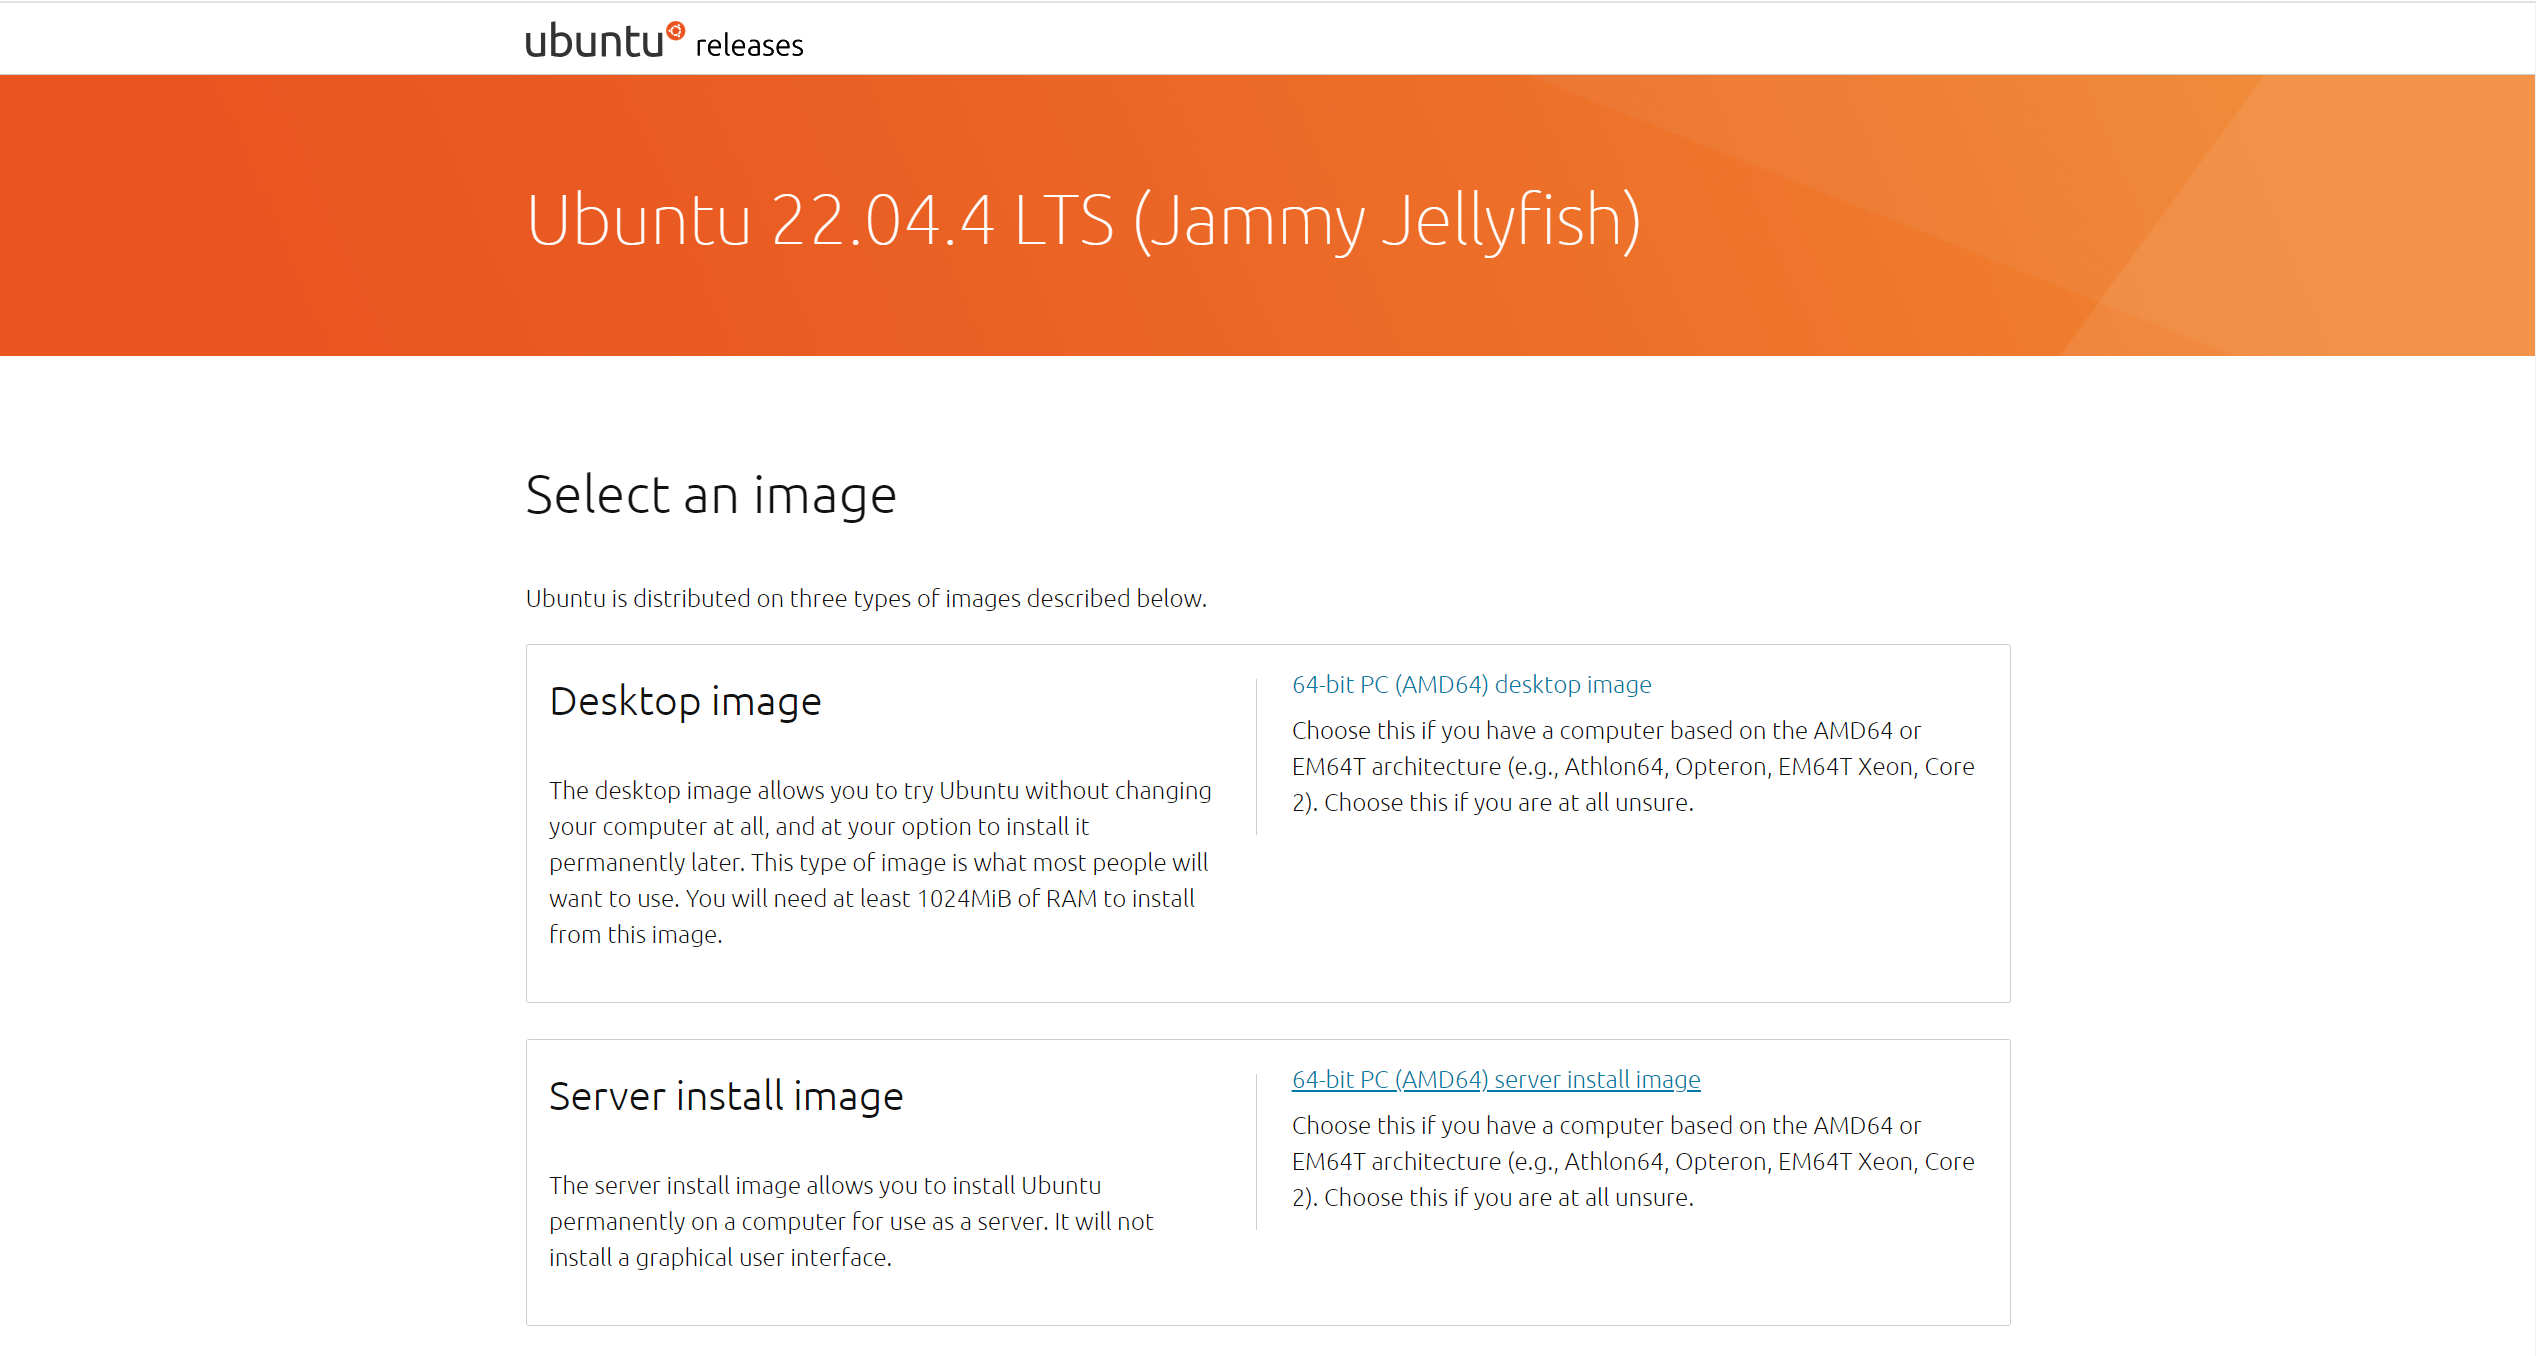 ubuntu releases
Ubuntu 22.04.4 LTS (Jammy Jellyfish)
Select an image
Ubuntu is distributed on three types of images described below.
Desktop image
The desktop image allows you to try Ubuntu without changing
your computer at all, and at your option to install it
permanently later. This type of image is what most people will
want to use. You will need at least 1024MiB of RAM to install
from this image.
64-bit PC (AMD64) desktop image
Choose this if you have a computer based on the AMD64 or
EM64T architecture (e.g., Athlon64, Opteron, EM64T Xeon, Core
2). Choose this if you are at all unsure.
Server install image
The server install image allows you to install Ubuntu
permanently on a computer for use as a server. It will not
install a graphical user interface.
64-bit PC (AMD64) server install image
Choose this if you have a computer based on the AMD64 or
EM64T architecture (e.g., Athlon64, Opteron, EM64T Xeon, Core
2). Choose this if you are at all unsure.